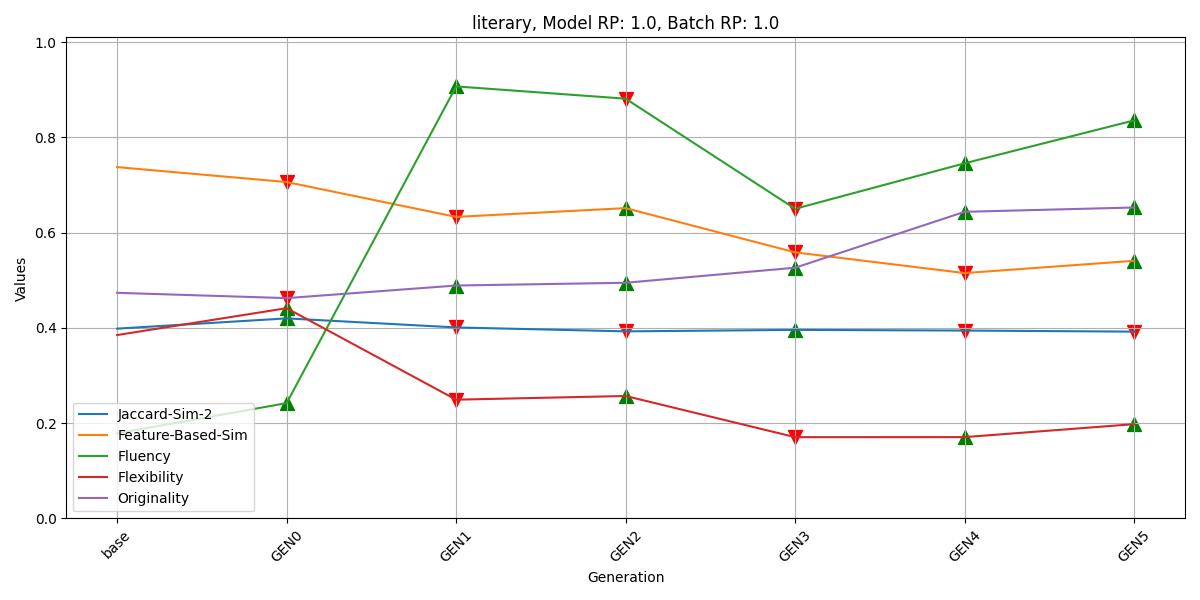 literary, Model RP: 1.0, Batch RP: 1.0
1.0
0.8
0.6
0.4
0.2
0.0
Values
Jaccard-Sim-2
Feature-Based-Sim
Fluency
Flexibility
Originality
base
GEN0
GEN1
GEN2
GEN3
GEN4
GEN5
Generation